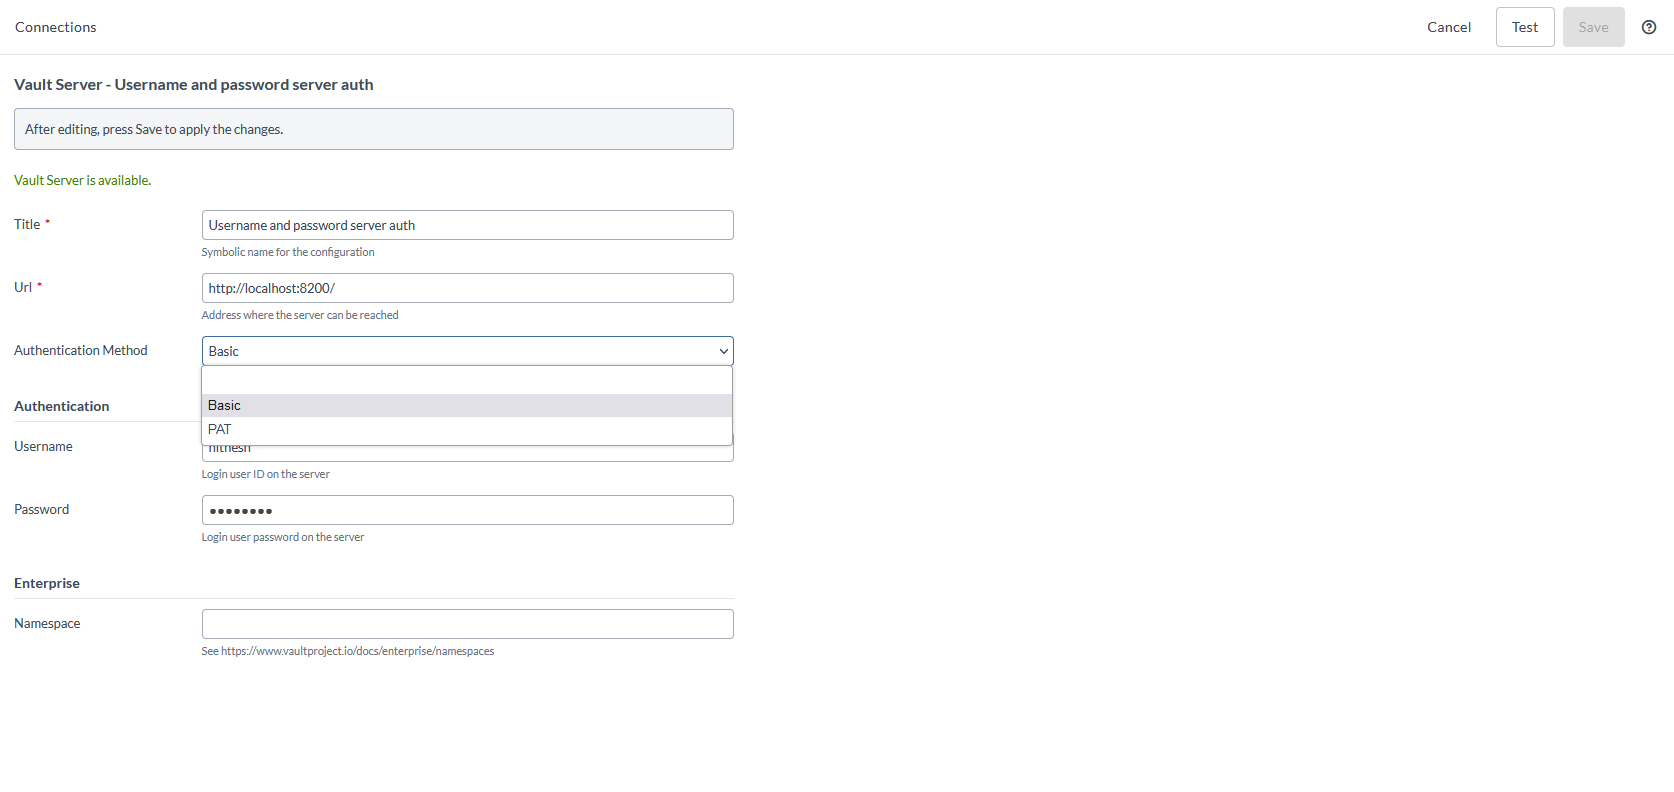 Connections
Cancel
Test
Save
Vault Server - Username and password server auth
After editing, press Save to apply the changes.
Vault Server is available.
Title *
Username and password server auth
Symbolic name for the configuration
Url *
http://localhost:8200/
Address where the server can be reached
Authentication Method
Basic
Basic
PAT
Authentication
Username
Login user ID on the server
Password
Login user password on the server
Enterprise
Namespace
See https://www.vaultproject.io/docs/enterprise/namespaces